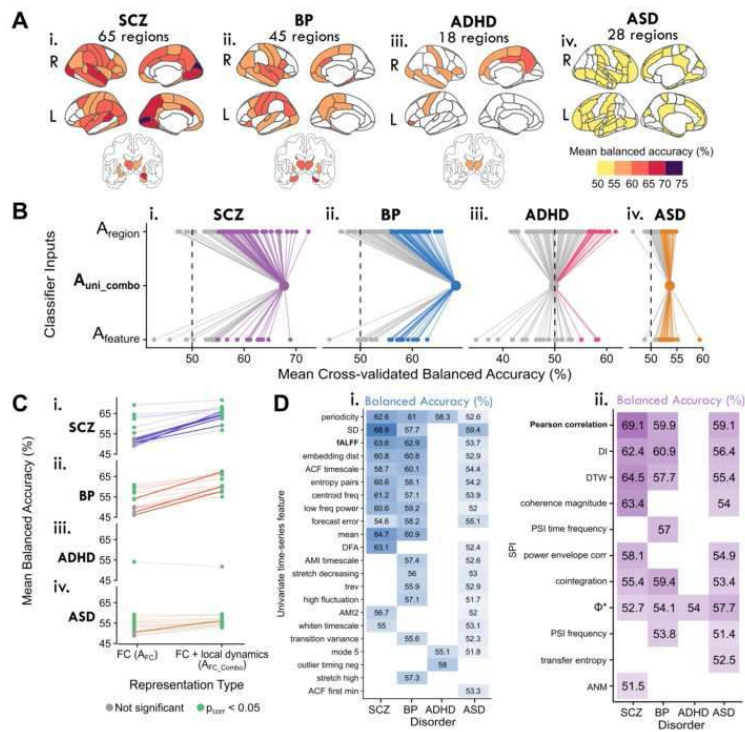 A
SCZ
65 regions
BP
45 regions
ADHD
18 regions
ASD
28 regions
i.
ii.
iii.
iv.
R
R
R
R
L
L
L
L
Mean balanced accuracy (%)
50 55 60 65 70 75
B
i.
SCZ
ii.
BP
iii.
ADHD
iv.
ASD
Classifier Inputs
Aregion
Auni_combo
Afeature
50 60 70
50 60
40 50 60
50 55 60
Mean Cross-validated Balanced Accuracy (%)
C
Mean Balanced Accuracy (%)
i.
SCZ
65
55
45
ii.
BP
65
55
45
iii.
ADHD
65
55
45
iv.
ASD
65
55
45
FC (AFC)
FC + local dynamics
(AFC_Combo)
Representation Type
Not significant
pcorr < 0.05
D
i. Balanced Accuracy (%)
Univariate time-series feature
periodicity 62.6 61 58.3 52.6
SD 68.9 57.7 59.4
fALFF 63.6 62.9 53.7
embedding dist 60.8 60.8 52.9
ACF timescale 58.7 60.1 54.4
entropy pairs 60.6 58.1 54.2
centroid freq 61.2 57.1 53.9
low freq power 60.6 59.2 52
forecast error 54.6 58.2 55.1
mean 64.7 60.9
DFA 63.1 52.4
AMI timescale 57.4 52.6
stretch decreasing 56 53
trev 55.9 52.9
high fluctuation 57.1 51.7
AMI2 56.7 52
whiten timescale 55 53.1
transition variance 55.6 52.3
mode 5 55.1 51.8
outlier timing neg 58
stretch high 57.3
ACF first min 53.3
SCZ BP ADHD ASD
Disorder
ii. Balanced Accuracy (%)
SPI
Pearson correlation 69.1 59.9 59.1
DI 62.4 60.9 56.4
DTW 64.5 57.7 55.4
coherence magnitude 63.4 54
PSI time frequency 57
power envelope corr 58.1 54.9
cointegration 55.4 59.4 53.4
Φ* 52.7 54.1 54 57.7
PSI frequency 53.8 51.4
transfer entropy 52.5
ANM 51.5
SCZ BP ADHD ASD
Disorder